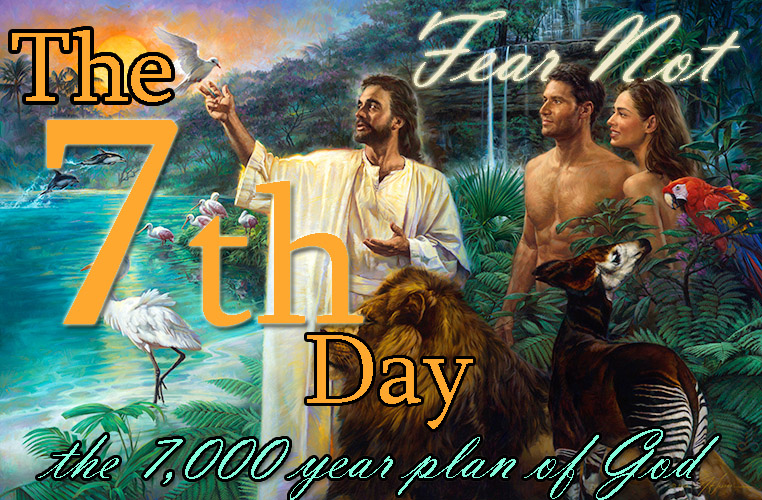 The
Fear Not
7th
Day
the 7,000 year plan of God